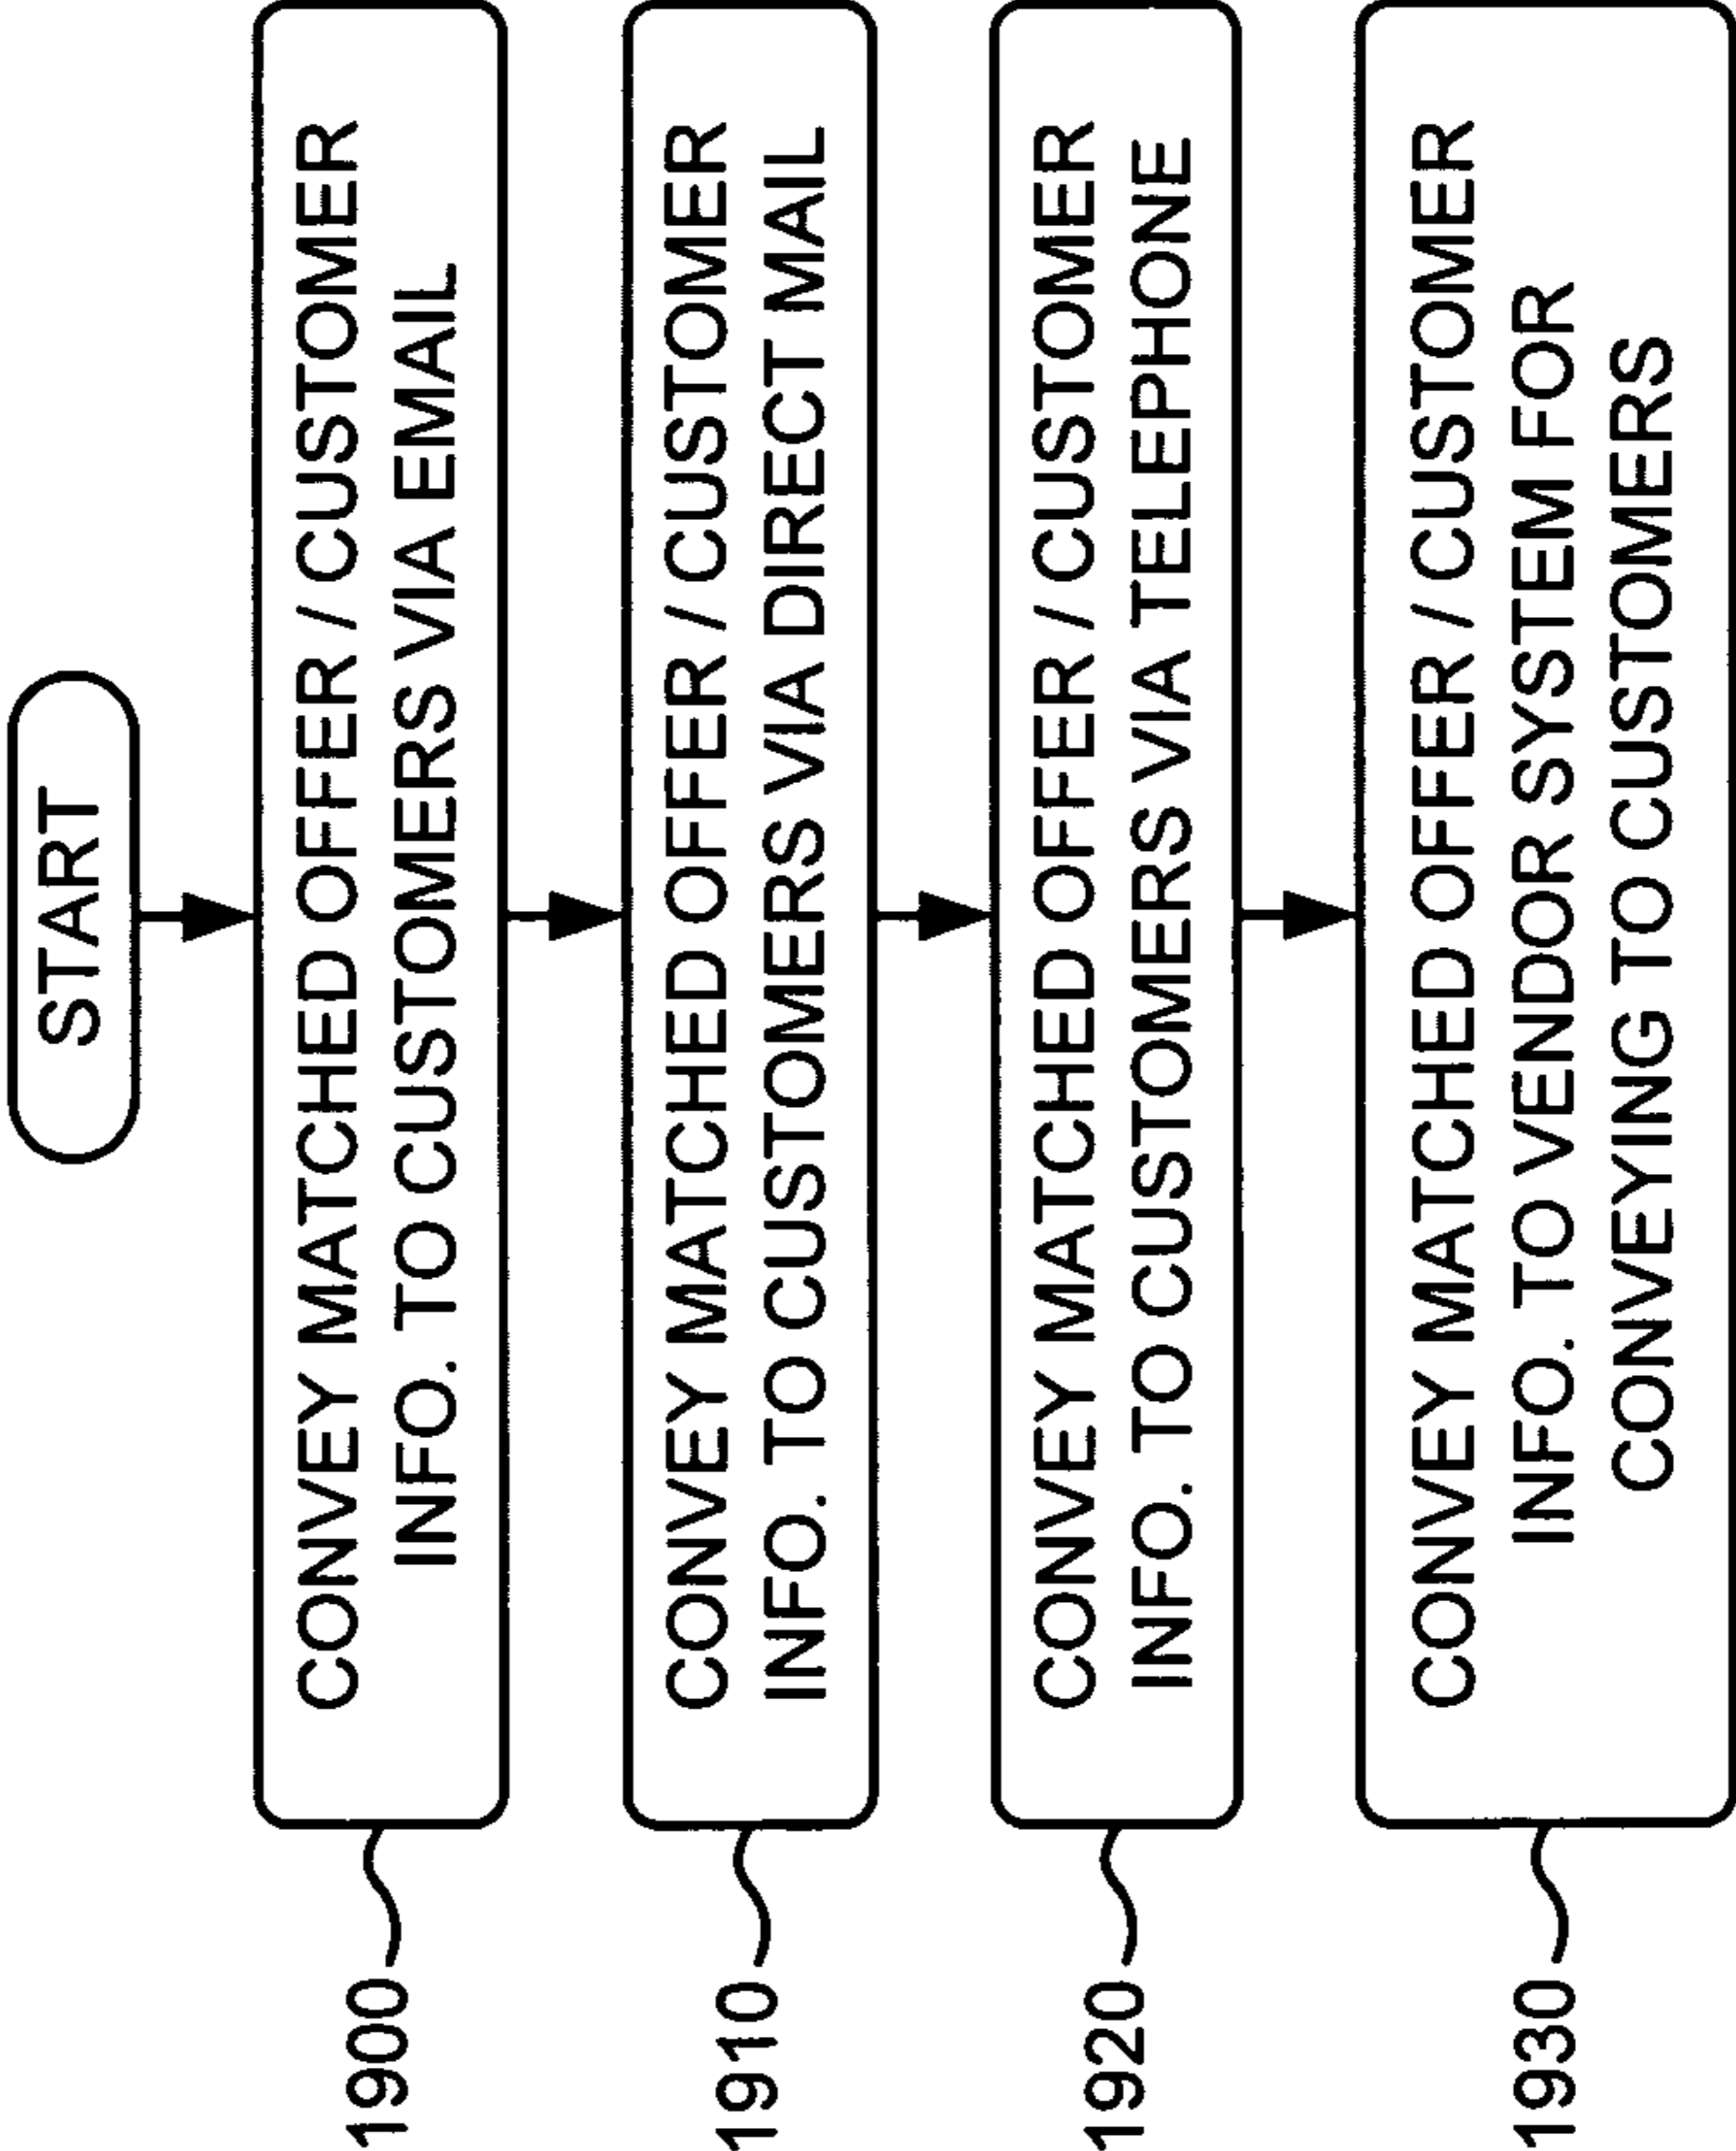 START
1900
CONVEY MATCHED OFFER / CUSTOMER
INFO. TO CUSTOMERS VIA EMAIL
1910
CONVEY MATCHED OFFER / CUSTOMER
INFO. TO CUSTOMERS VIA DIRECT MAIL
1920
CONVEY MATCHED OFFER / CUSTOMER
INFO. TO CUSTOMERS VIA TELEPHONE
1930
CONVEY MATCHED OFFER / CUSTOMER
INFO. TO VENDOR SYSTEM FOR
CONVEYING TO CUSTOMERS